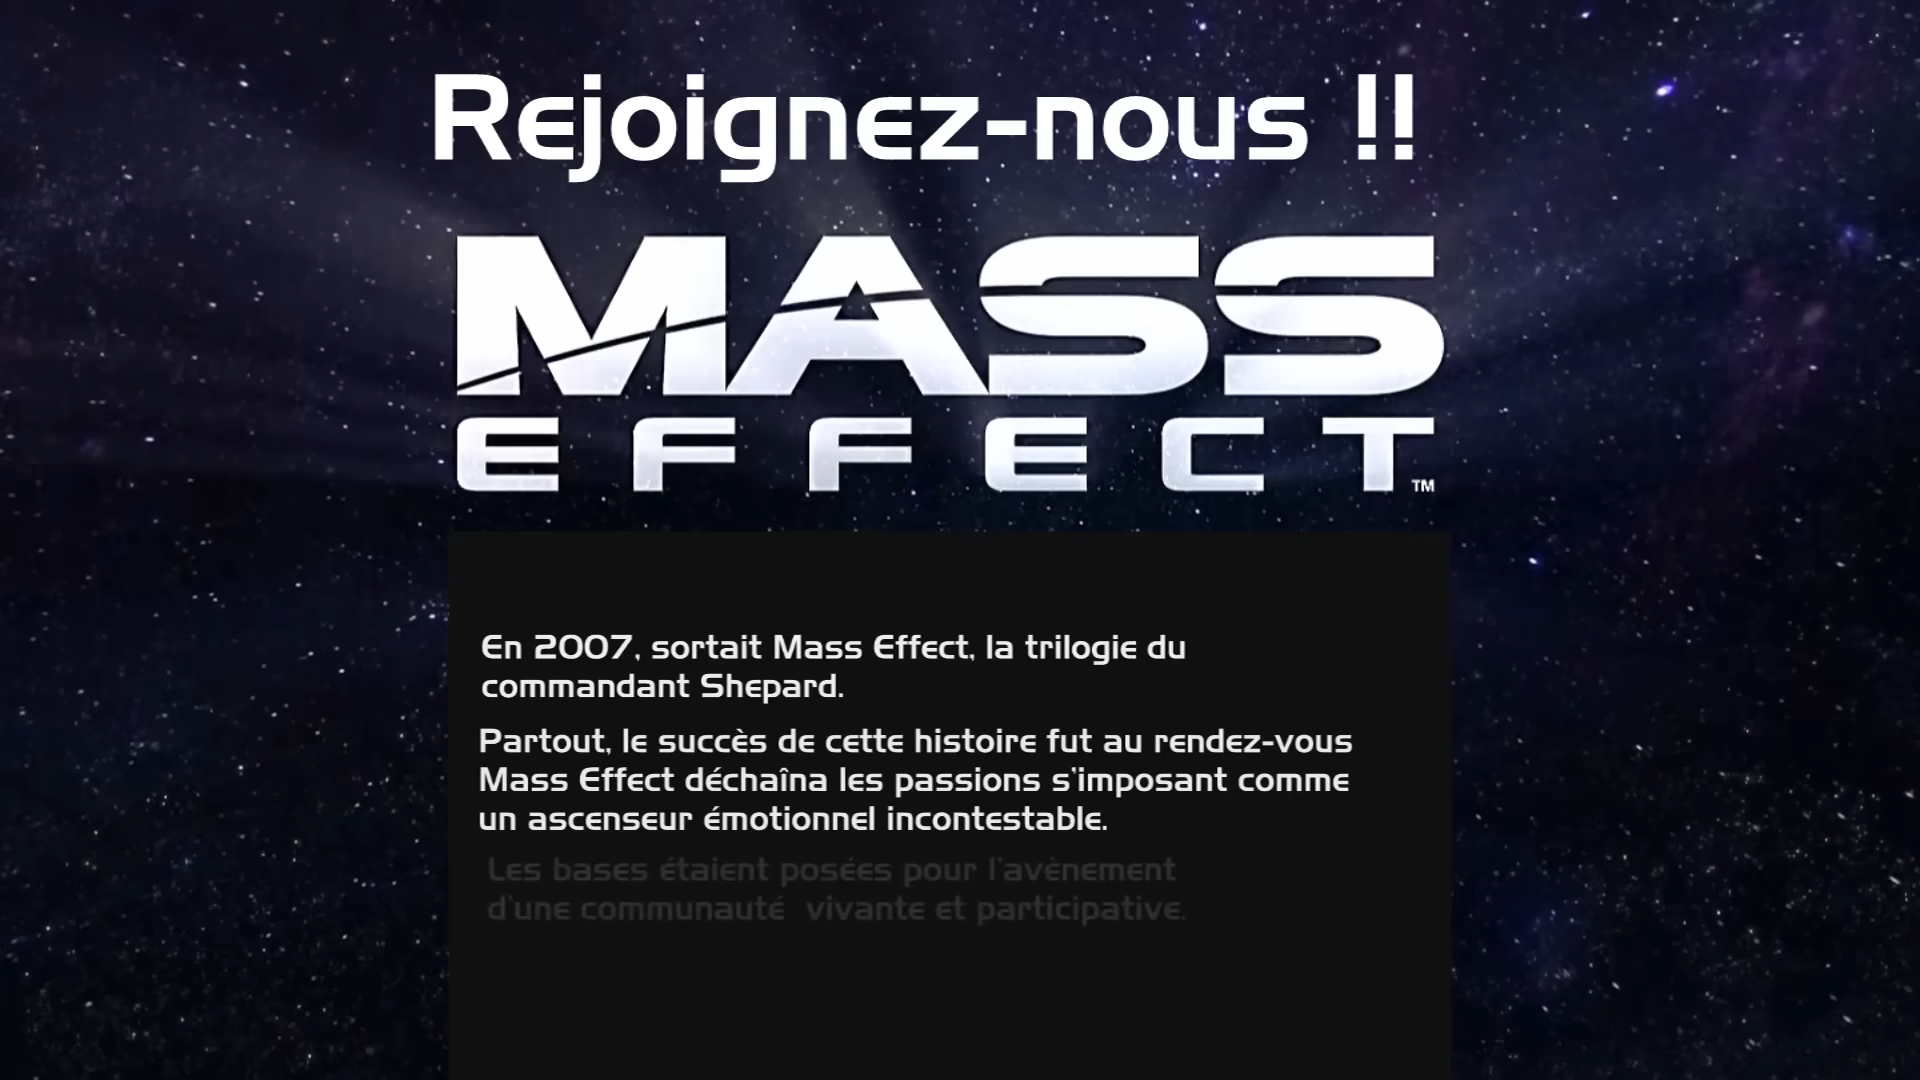 Rejoignez-nous !!
MASS
EFFECT™
En 2007, sortait Mass Effect, la trilogie du
commandant Shepard.
Partout, le succès de cette histoire fut au rendez-vous
Mass Effect déchaîna les passions s'imposant comme
un ascenseur émotionnel incontestable.
Les bases étaient posées pour l'avènement
d'une communauté vivante et participative.